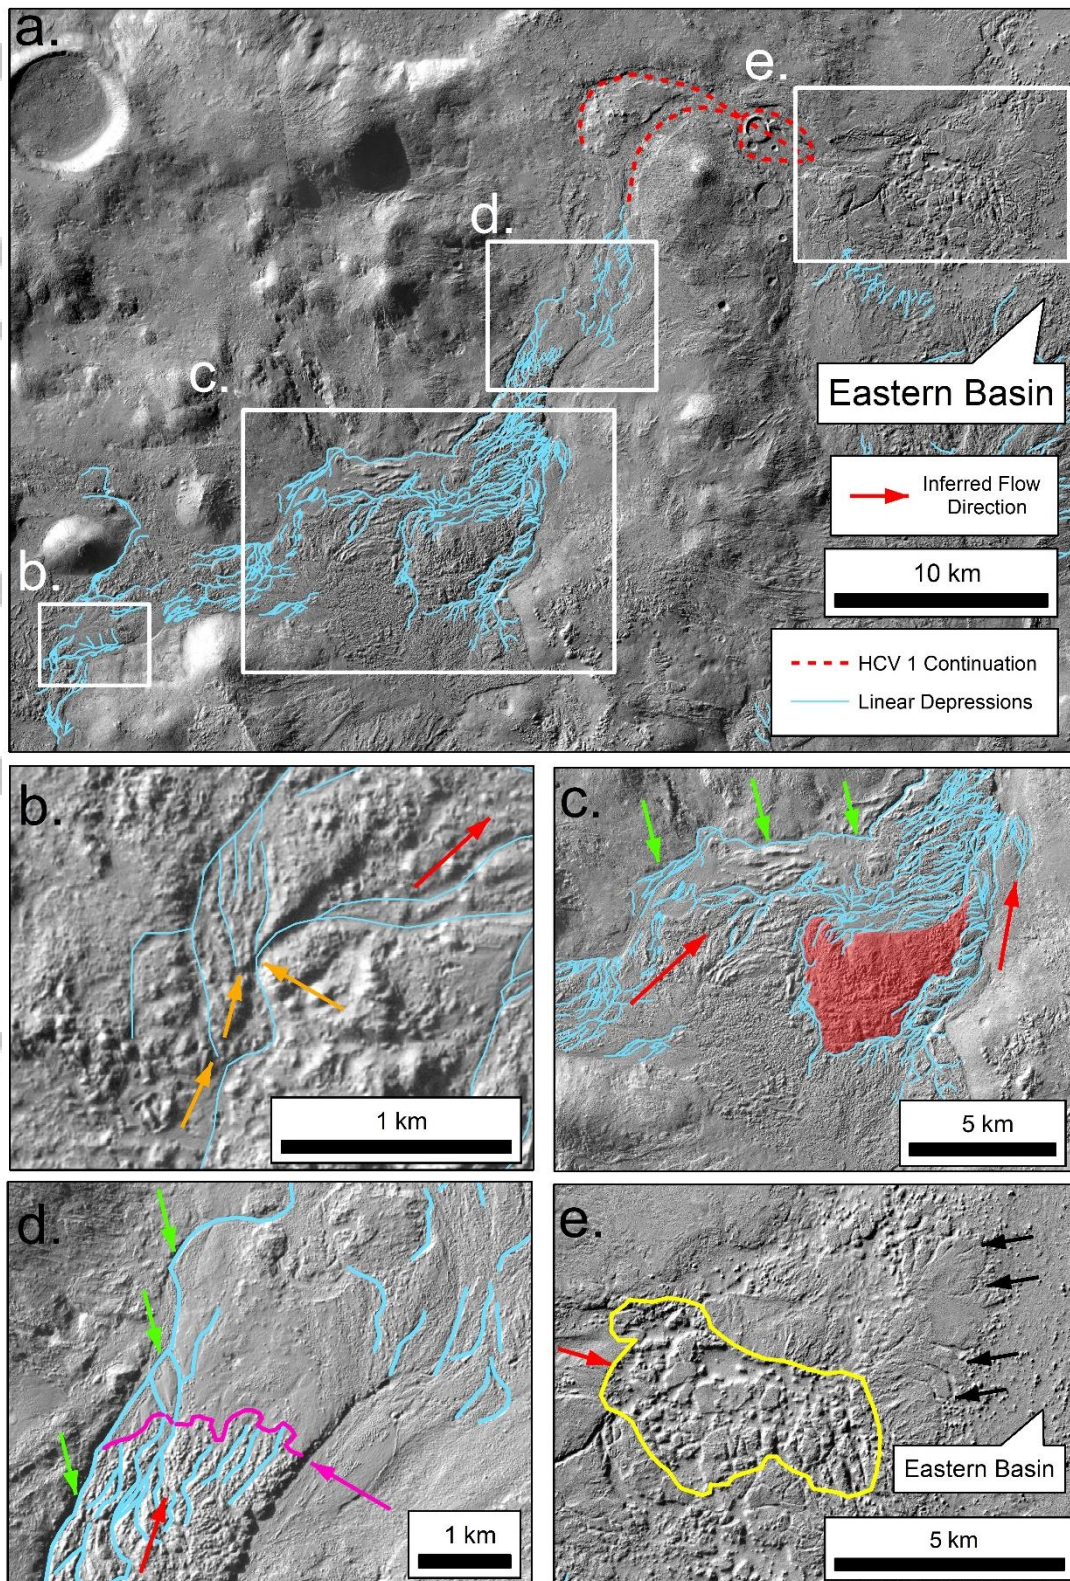 a.
e.
d.
c.
b.
Eastern Basin
Inferred Flow
Direction
10 km
HCV 1 Continuation
Linear Depressions
b.
1 km
c.
5 km
d.
1 km
e.
Eastern Basin
5 km